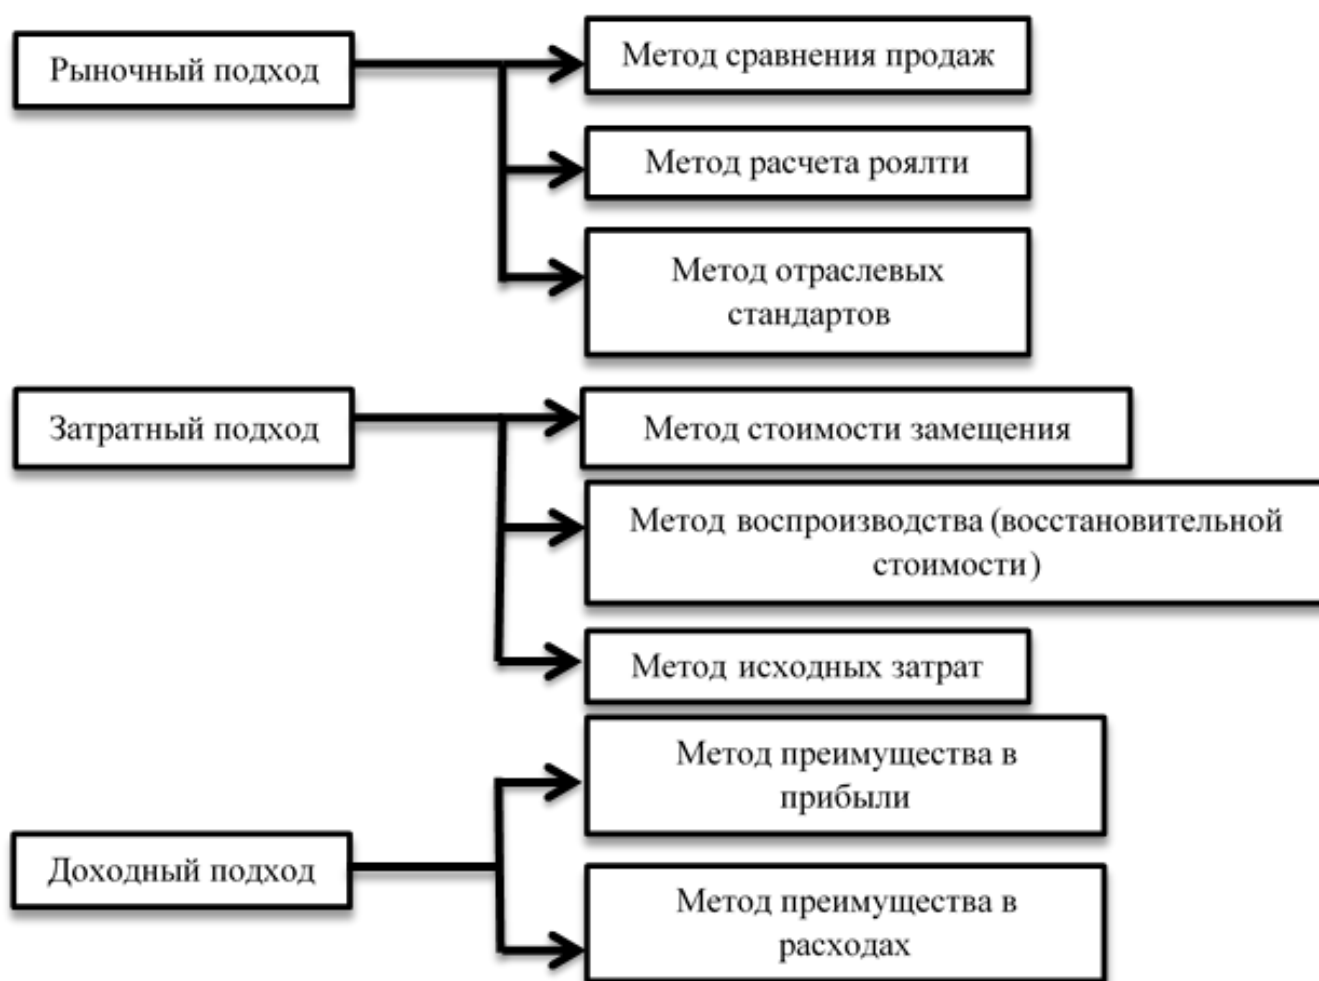 Рыночный подход
Метод сравнения продаж
Метод расчета роялти
Метод отраслевых
стандартов
Затратный подход
Метод стоимости замещения
Метод воспроизводства (восстановительной
стоимости)
Метод исходных затрат
Доходный подход
Метод преимущества в
прибыли
Метод преимущества в
расходах